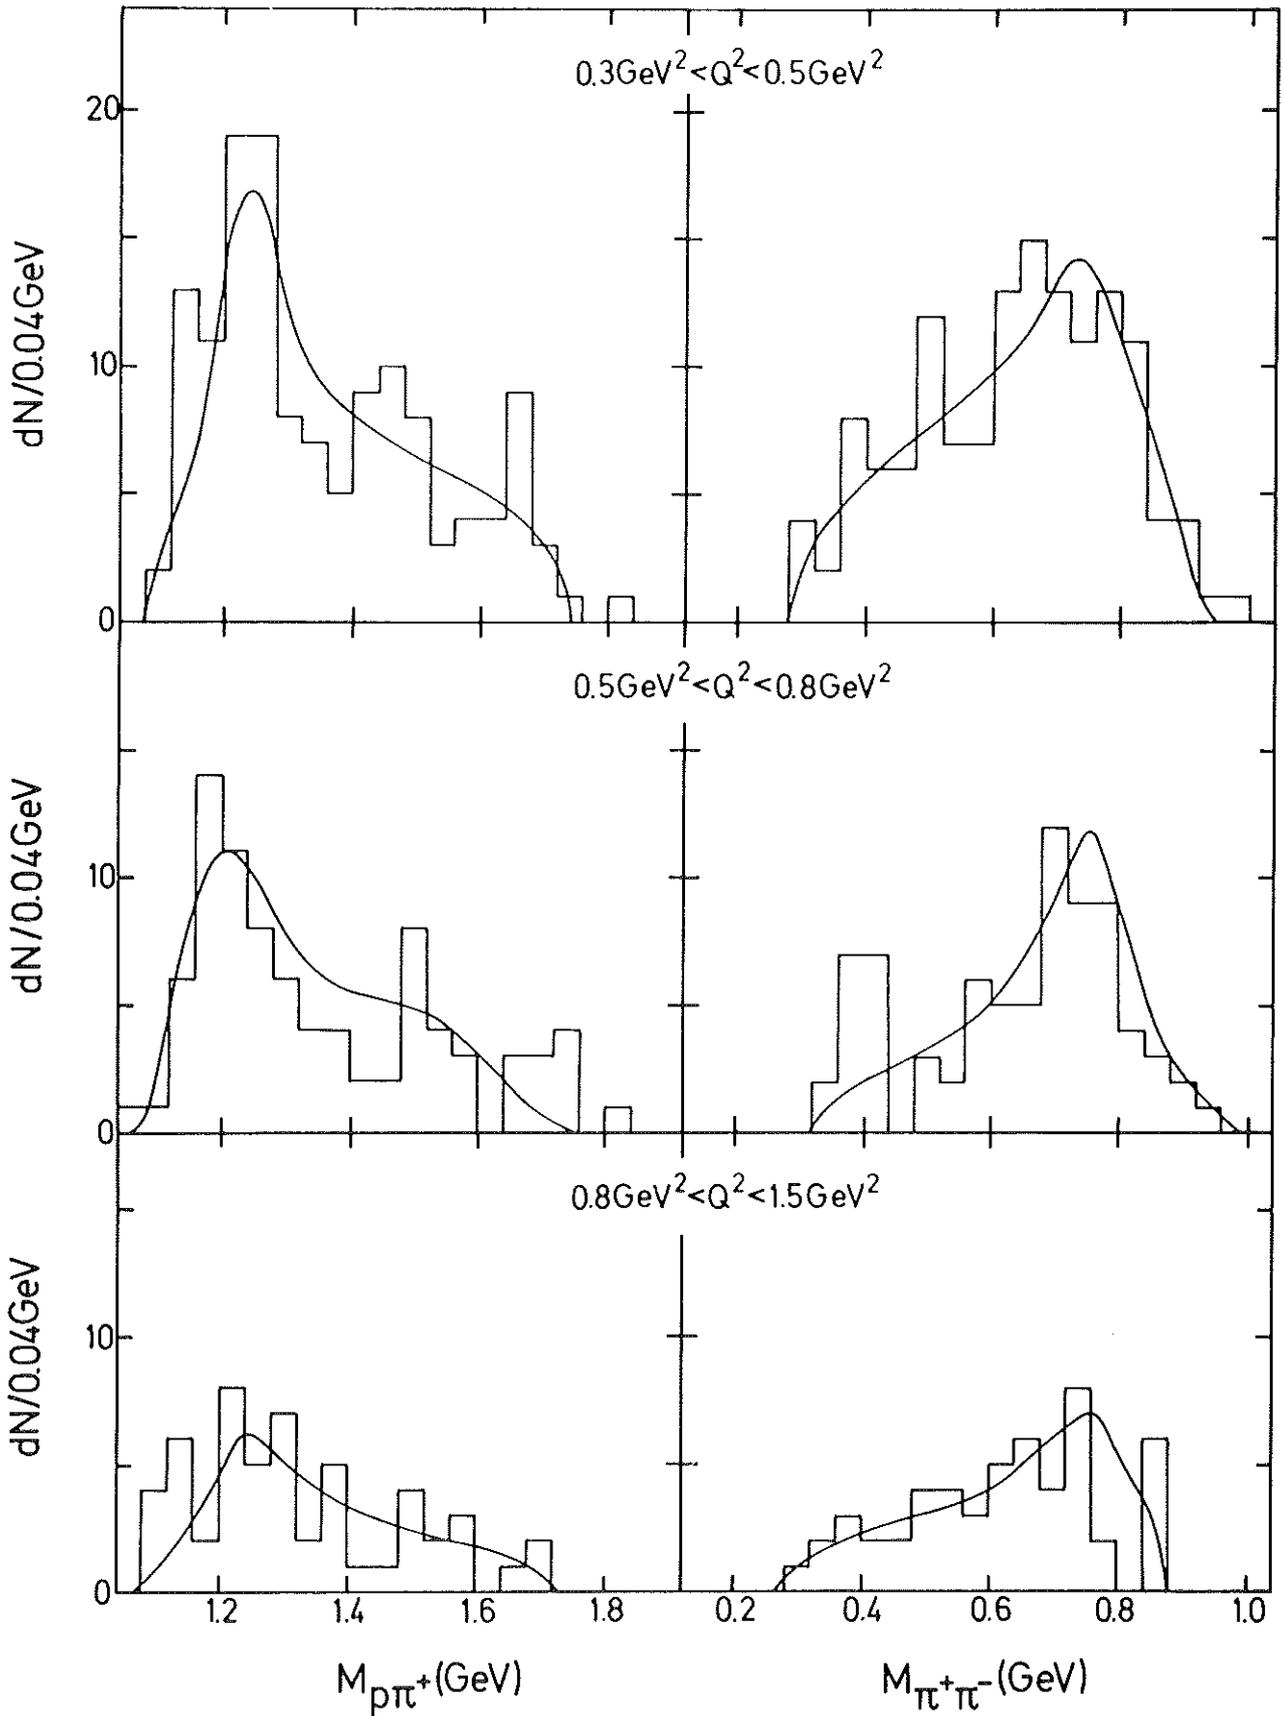 0.3GeV²<Q²<0.5GeV²
20
10
0
dN/0.04GeV
0.5GeV²<Q²<0.8GeV²
10
0
dN/0.04GeV
0.8GeV²<Q²<1.5GeV²
10
0
dN/0.04GeV
1.2 1.4 1.6 1.8 0.2 0.4 0.6 0.8 1.0
Mpπ+(GeV) Mπ+π-(GeV)